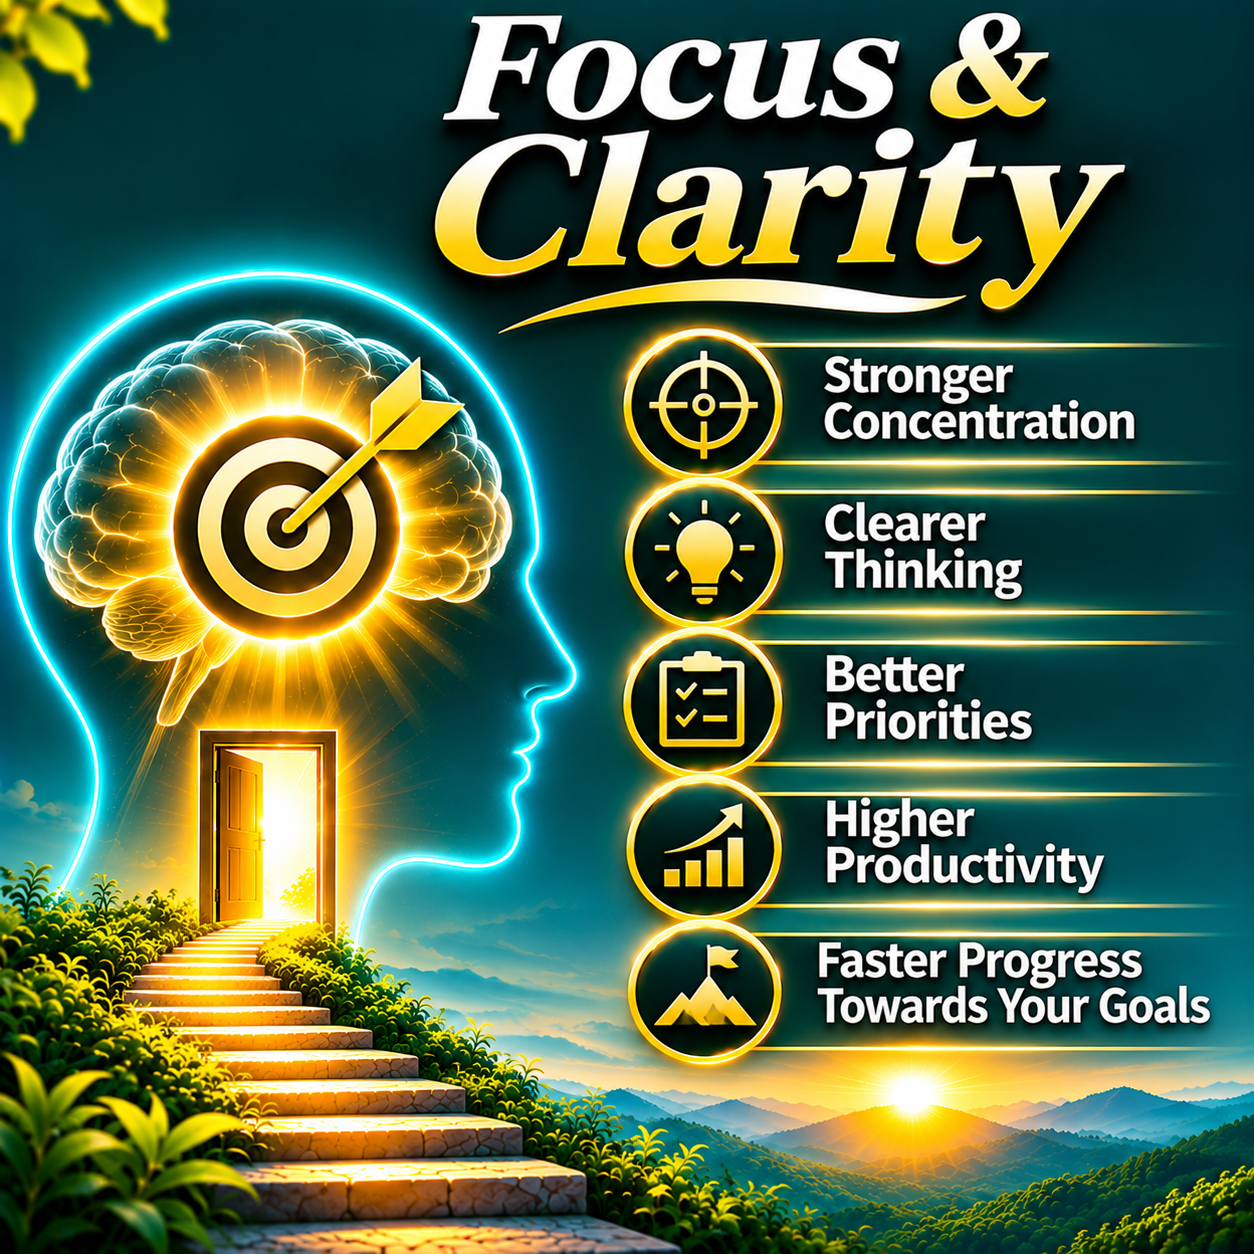 Focus &
Clarity
Stronger
Concentration
Clearer
Thinking
Better
Priorities
Higher
Productivity
Faster Progress
Towards Your Goals